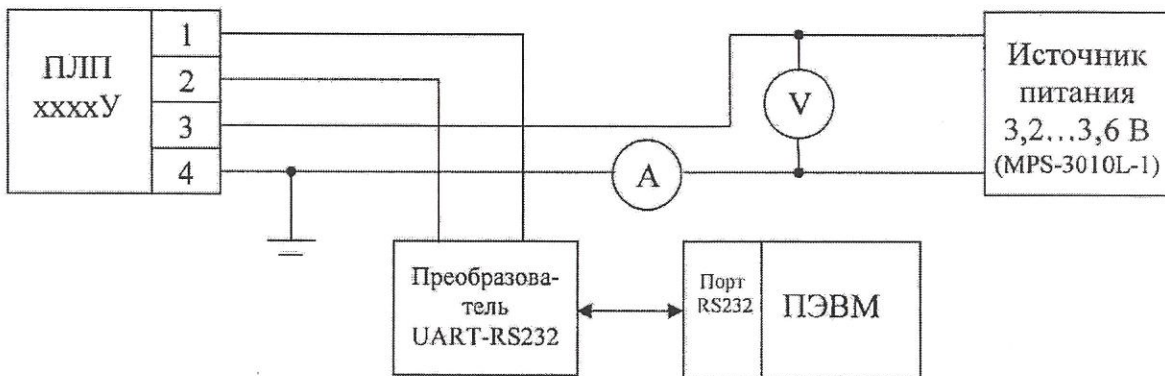 ПЛП
ххххУ
1
2
3
4
V
A
Источник
питания
3,2...3,6 В
(MPS-3010L-1)
Преобразова-
тель
UART-RS232
Порт
RS232
ПЭВМ